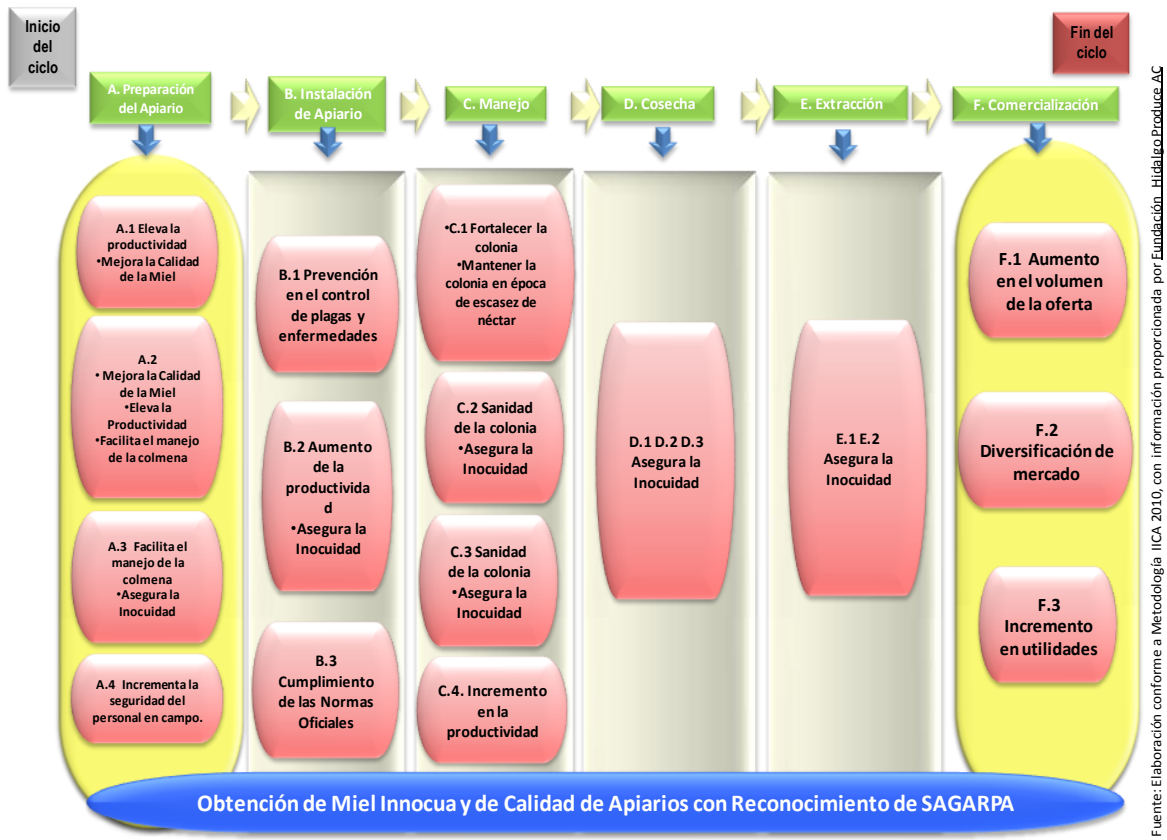 Inicio
del
ciclo
Fin del
ciclo
A. Preparación
del Apiario
B. Instalación
de Apiario
C. Manejo
D. Cosecha
E. Extracción
F. Comercialización
A.1 Eleva la
productividad
•Mejora la Calidad
de la Miel
A.2
• Mejora la Calidad
de la Miel
•Eleva la
Productividad
•Facilita el manejo
de la colmena
A.3 Facilita el
manejo de la
colmena
•Asegura la
Inocuidad
A.4 Incrementa la
seguridad del
personal en campo.
B.1 Prevención
en el control
de plagas y
enfermedades
B.2 Aumento
de la
productivida
d
•Asegura la
Inocuidad
B.3
Cumplimiento
de las Normas
Oficiales
•C.1 Fortalecer la
colonia
•Mantener la
colonia en época
de escasez de
néctar
C.2 Sanidad
de la colonia
•Asegura la
Inocuidad
C.3 Sanidad
de la colonia
•Asegura la
Inocuidad
C.4. Incremento
en la
productividad
D.1 D.2 D.3
Asegura la
Inocuidad
E.1 E.2
Asegura la
Inocuidad
F.1 Aumento
en el volumen
de la oferta
F.2
Diversificación de
mercado
F.3
Incremento
en utilidades
Obtención de Miel Innocua y de Calidad de Apiarios con Reconocimiento de SAGARPA
Fuente: Elaboración conforme a Metodología IICA 2010, con información proporcionada por Fundación Hidalgo Produce AC